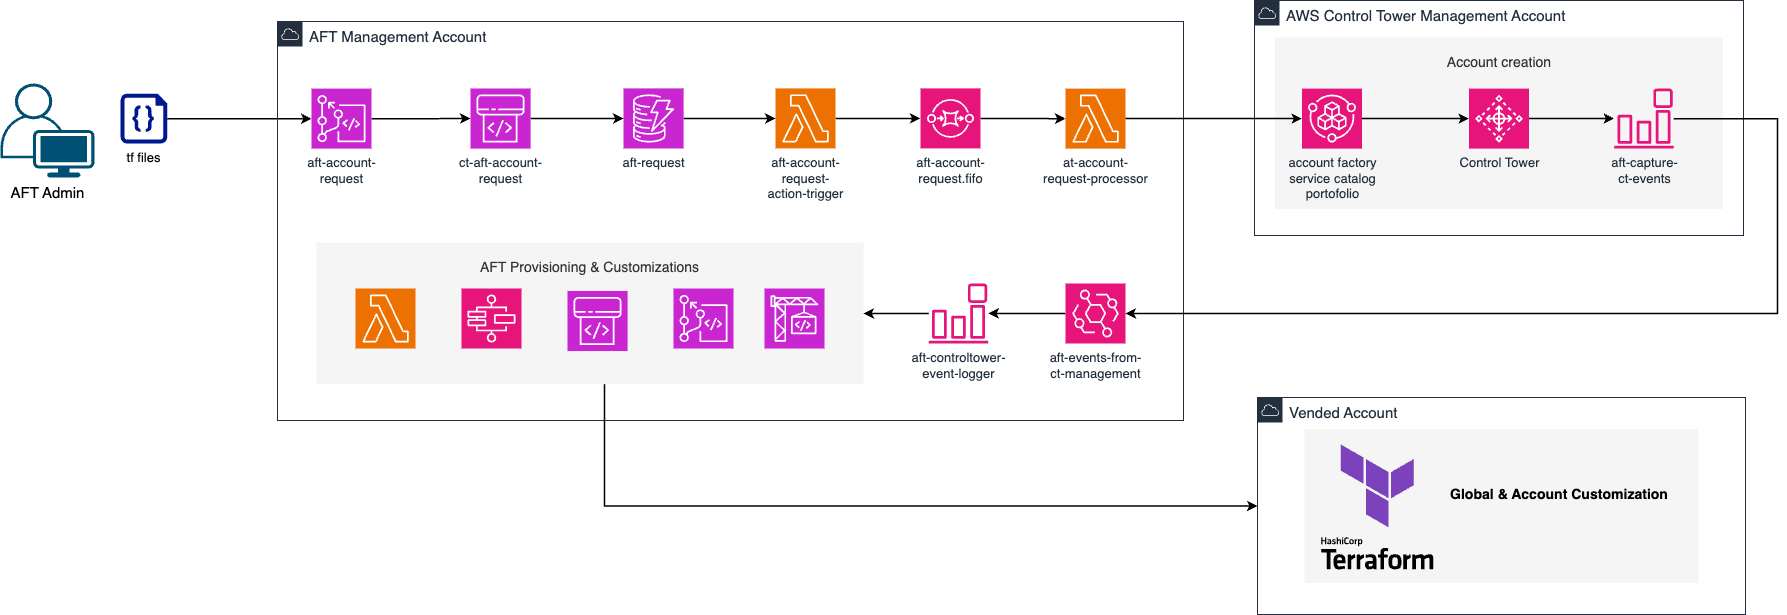 AWS Control Tower Management Account
AFT Management Account
Account creation
tf files
AFT Admin
aft-account-
request
ct-aft-account-
request
aft-request
aft-account-
request-
action-trigger
aft-account-
request.fifo
at-account-
request-processor
account factory
service catalog
portofolio
Control Tower
aft-capture-
ct-events
AFT Provisioning & Customizations
aft-controltower-
event-logger
aft-events-from-
ct-management
Vended Account
Global & Account Customization
HashiCorp
Terraform